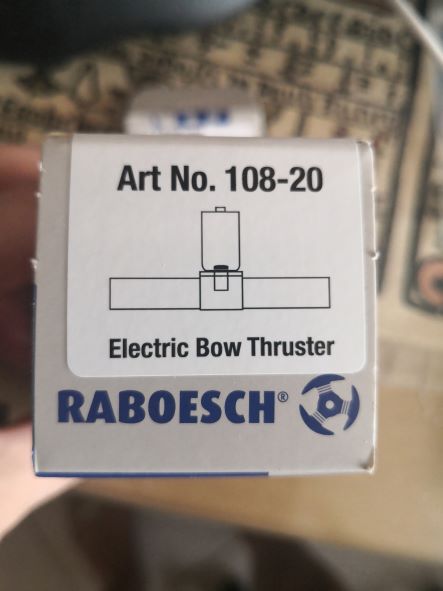 Art No. 108-20
Electric Bow Thruster
RABOESCH®